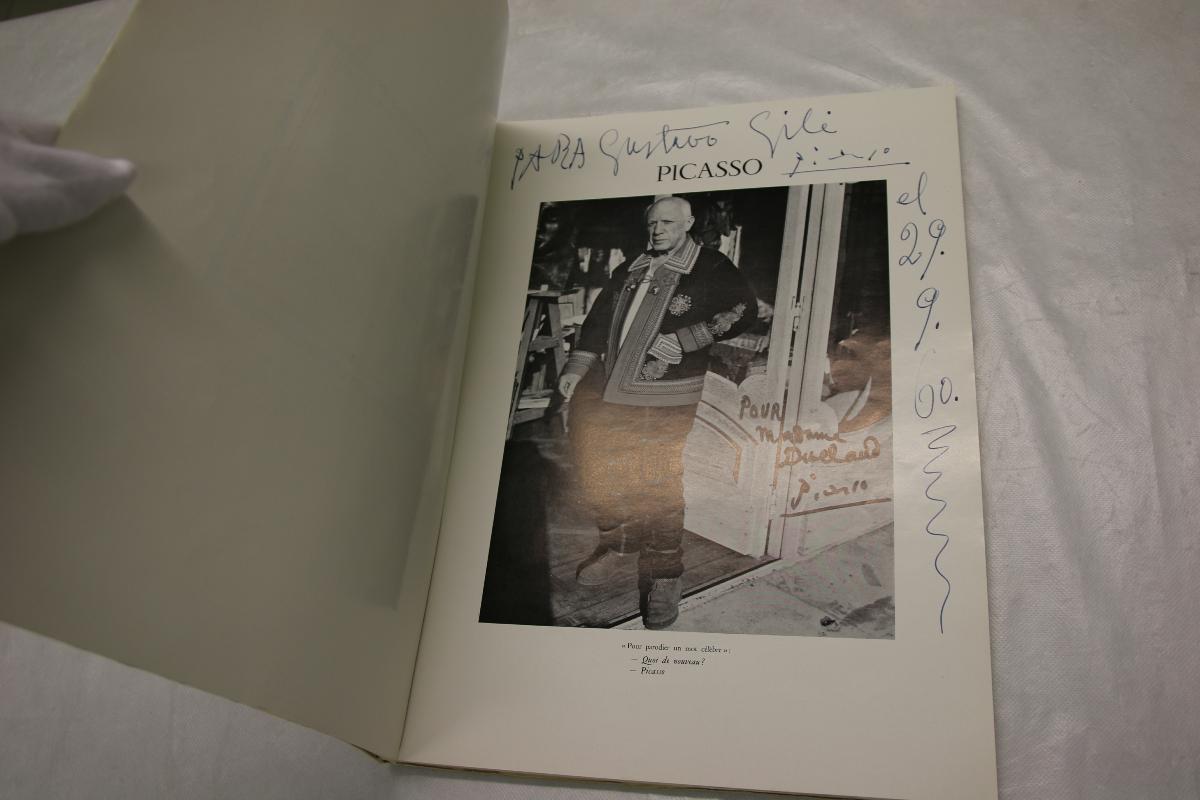 PARA Gustavo Gili
Picasso
PICASSO
el
29.
9.
60.
POUR
Madame
Picasso
«Pour parodier un mot célèbre»:
— Quoi de nouveau?
— Picasso